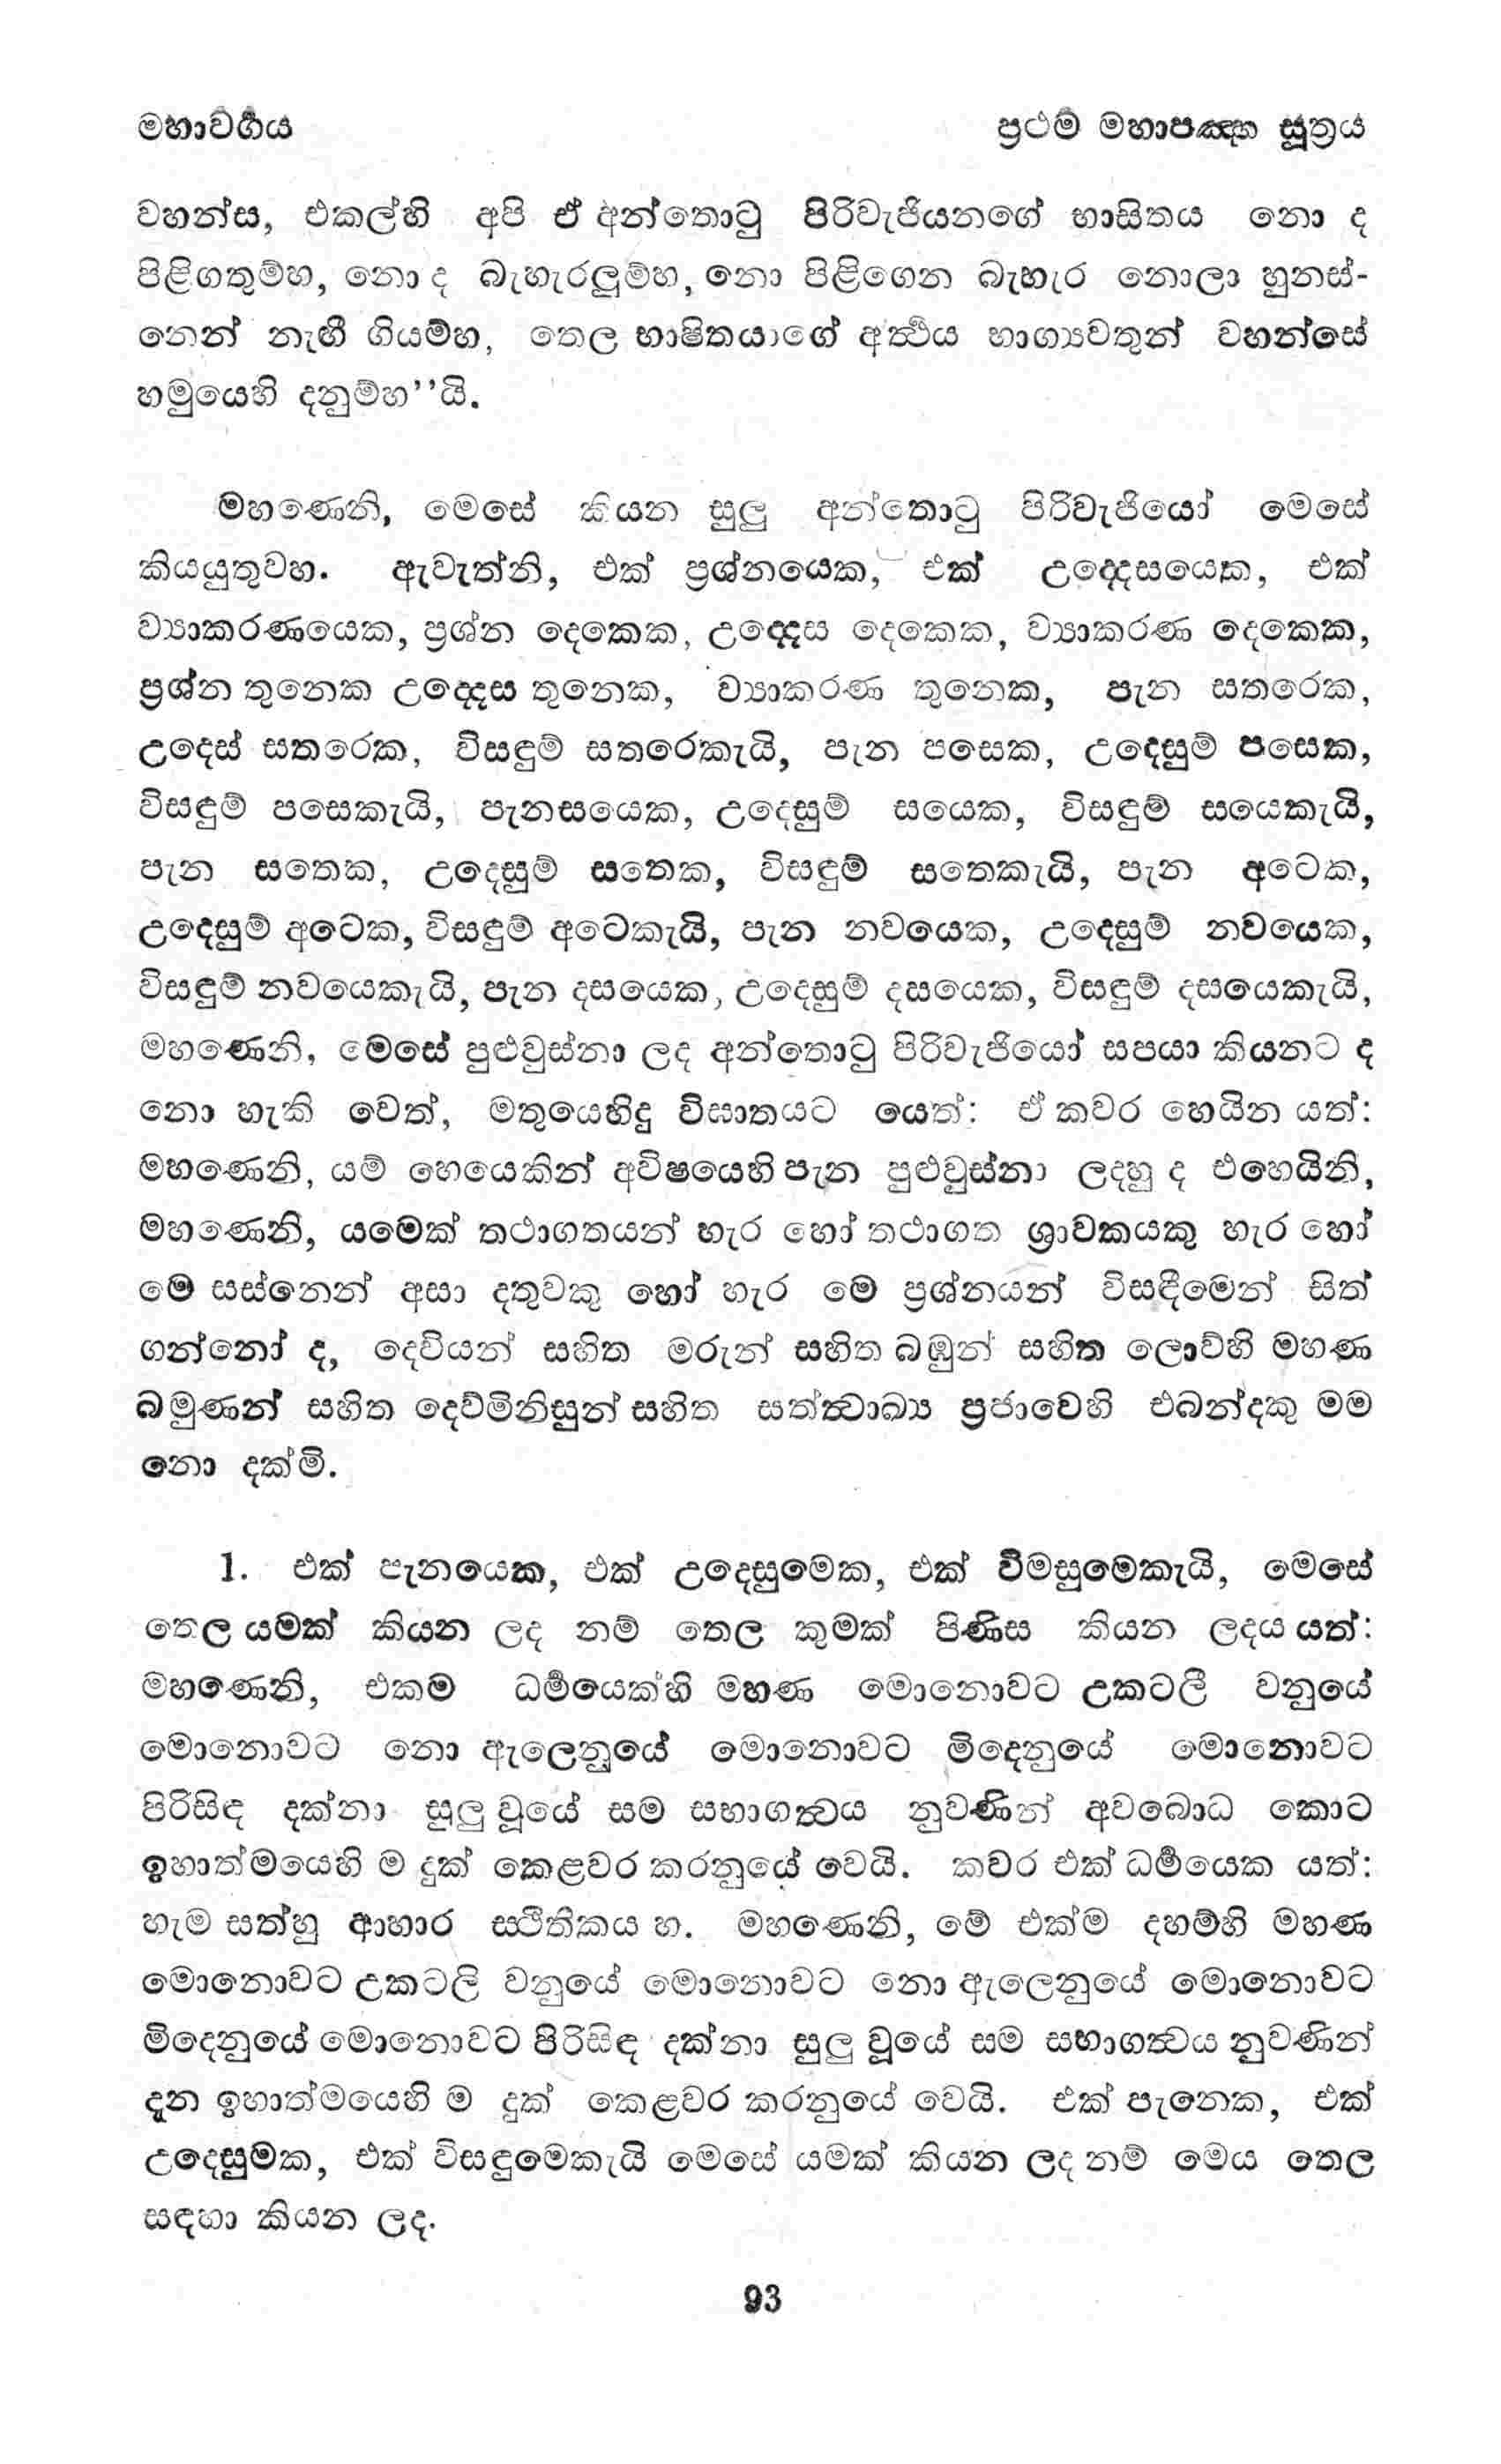 මහාවර්‍ගය ප්‍රථම මහාපඤ්හ සූත්‍රය
වහන්ස, එකල්හි අපි ඒ අන්තොටු පිරිවැජියනගේ භාසිතය නො ද
පිළිගතුම්හ, නො ද බැහැරලූම්හ, නො පිළිගෙන බැහැර නොලා හුනස්-
නෙන් නැඟී ගියම්හ, තෙල භාෂිතයාගේ අර්‍ත්‍ථය භාග්‍යවතුන් වහන්සේ
හමුයෙහි දනුම්හ’’යි.
මහණෙනි, මෙසේ කියන සුලු අන්තොටු පිරිවැජියෝ මෙසේ
කියයුතුවහ. ඇවැත්නි, එක් ප්‍රශ්නයෙක, එක් උද්දෙසයෙක, එක්
ව්‍යාකරණයෙක, ප්‍රශ්න දෙකෙක, උද්දෙස දෙකෙක, ව්‍යාකරණ දෙකෙක,
ප්‍රශ්න තුනෙක උද්දෙස තුනෙක, ව්‍යාකරණ තුනෙක, පැන සතරෙක,
උදෙස් සතරෙක, විසඳුම් සතරෙකැයි, පැන පසෙක, උදෙසුම් පසෙක,
විසඳුම් පසෙකැයි, පැනසයෙක, උදෙසුම් සයෙක, විසඳුම් සයෙකැයි,
පැන සතෙක, උදෙසුම් සතෙක, විසඳුම් සතෙකැයි, පැන අටෙක,
උදෙසුම් අටෙක, විසඳුම් අටෙකැයි, පැන නවයෙක, උදෙසුම් නවයෙක,
විසඳුම් නවයෙකැයි, පැන දසයෙක, උදෙසුම් දසයෙක, විසඳුම් දසයෙකැයි,
මහණෙනි, මෙසේ පුළුවුස්නා ලද අන්තොටු පිරිවැජියෝ සපයා කියනට ද
නො හැකි වෙත්, මතුයෙහිදු විඝාතයට යෙත්: ඒ කවර හෙයින යත්:
මහණෙනි, යම් හෙයෙකින් අවිෂයෙහි පැන පුළුවුස්නා ලදහු ද එහෙයිනි,
මහණෙනි, යමෙක් තථාගතයන් හැර හෝ තථාගත ශ්‍රාවකයකු හැර හෝ
මෙ සස්නෙන් අසා දතුවකු හෝ හැර මෙ ප්‍රශ්නයන් විසඳීමෙන් සිත්
ගන්නෝ ද, දෙවියන් සහිත මරුන් සහිත බඹුන් සහිත ලොව්හි මහණ
බමුණන් සහිත දෙව්මිනිසුන් සහිත සත්ත්‍වාඛ්‍ය ප්‍රජාවෙහි එබන්දකු මම
නො දක්මි.
1. එක් පැනයෙක, එක් උදෙසුමෙක, එක් විමසුමෙකැයි, මෙසේ
තෙල යමක් කියන ලද නම් තෙල කුමක් පිණිස කියන ලදය යත්:
මහණෙනි, එකම ධර්‍මයෙක්හි මහණ මොනොවට උකටලී වනුයේ
මොනොවට නො ඇලෙනුයේ මොනොවට මිදෙනුයේ මොනොවට
පිරිසිඳ දක්නා සුලු වූයේ සම සභාගත්‍වය නුවණින් අවබොධ කොට
ඉහාත්මයෙහි ම දුක් කෙළවර කරනුයේ වෙයි. කවර එක් ධර්‍මයෙක යත්:
හැම සත්හු ආහාර ස්ථිතිකය හ. මහණෙනි, මේ එක්ම දහම්හි මහණ
මොනොවට උකටලි වනුයේ මොනොවට නො ඇලෙනුයේ මොනොවට
මිදෙනුයේ මොනොවට පිරිසිඳ දක්නා සුලු වූයේ සම සභාගත්‍වය නුවණින්
දැන ඉහාත්මයෙහි ම දුක් කෙළවර කරනුයේ වෙයි. එක් පැනෙක, එක්
උදෙසුමක, එක් විසඳුමෙකැයි මෙසේ යමක් කියන ලද නම් මෙය තෙල
සඳහා කියන ලද.
93